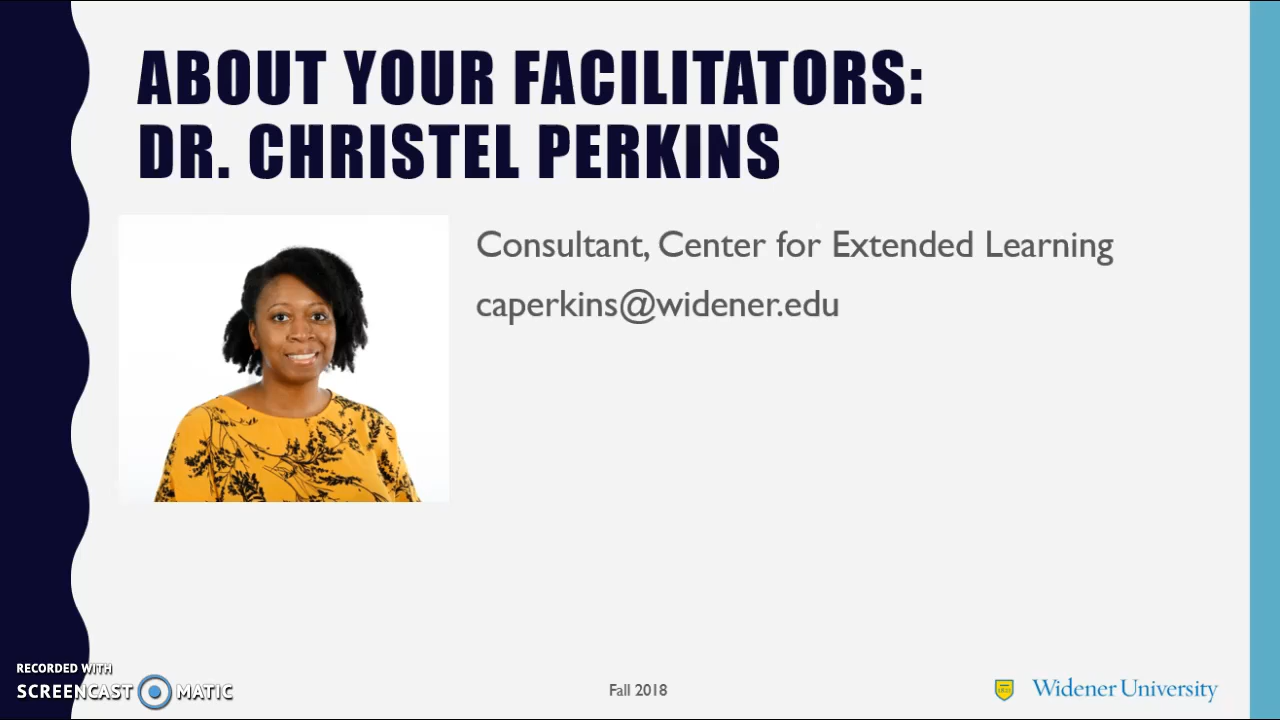 ABOUT YOUR FACILITATORS:
DR. CHRISTEL PERKINS
Consultant, Center for Extended Learning
caperkins@widener.edu
RECORDED WITH
SCREENCAST MATIC
Fall 2018
Widener University